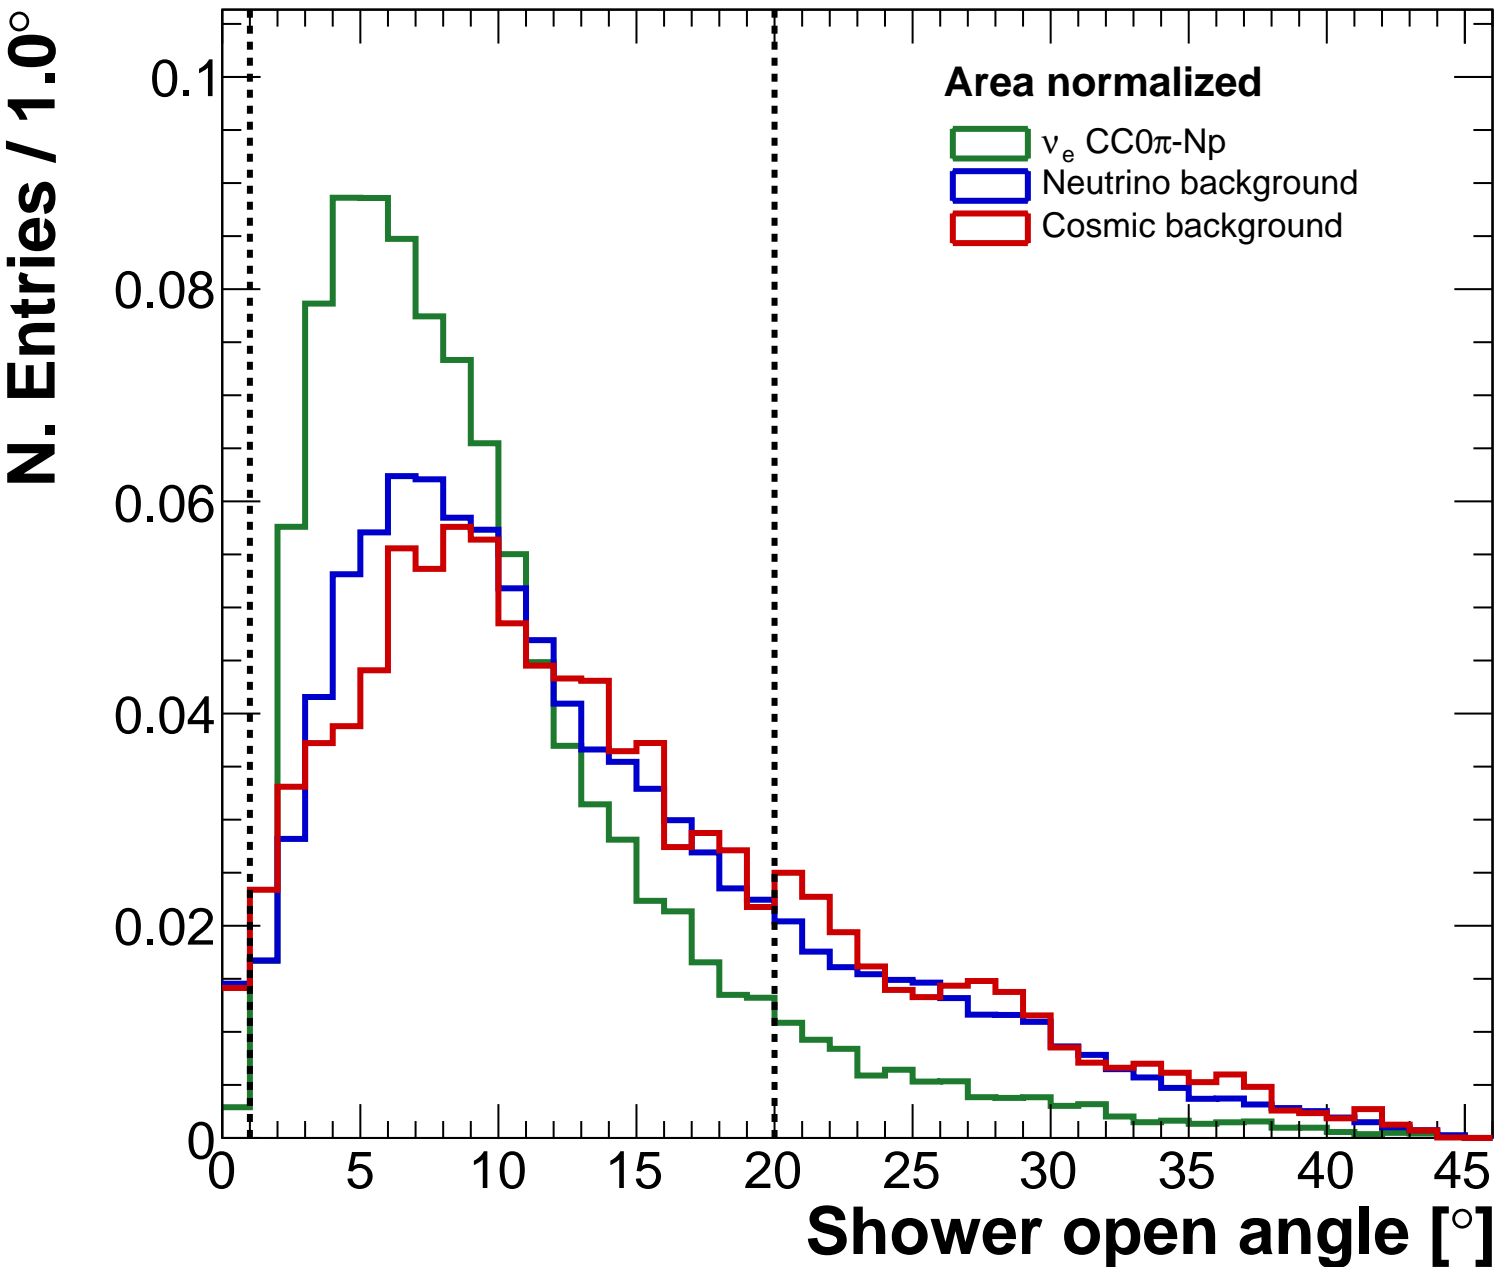 N. Entries / 1.0°
0.1
0.08
0.06
0.04
0.02
0
Area normalized
νe CC0π-Np
Neutrino background
Cosmic background
0 5 10 15 20 25 30 35 40 45
Shower open angle [°]